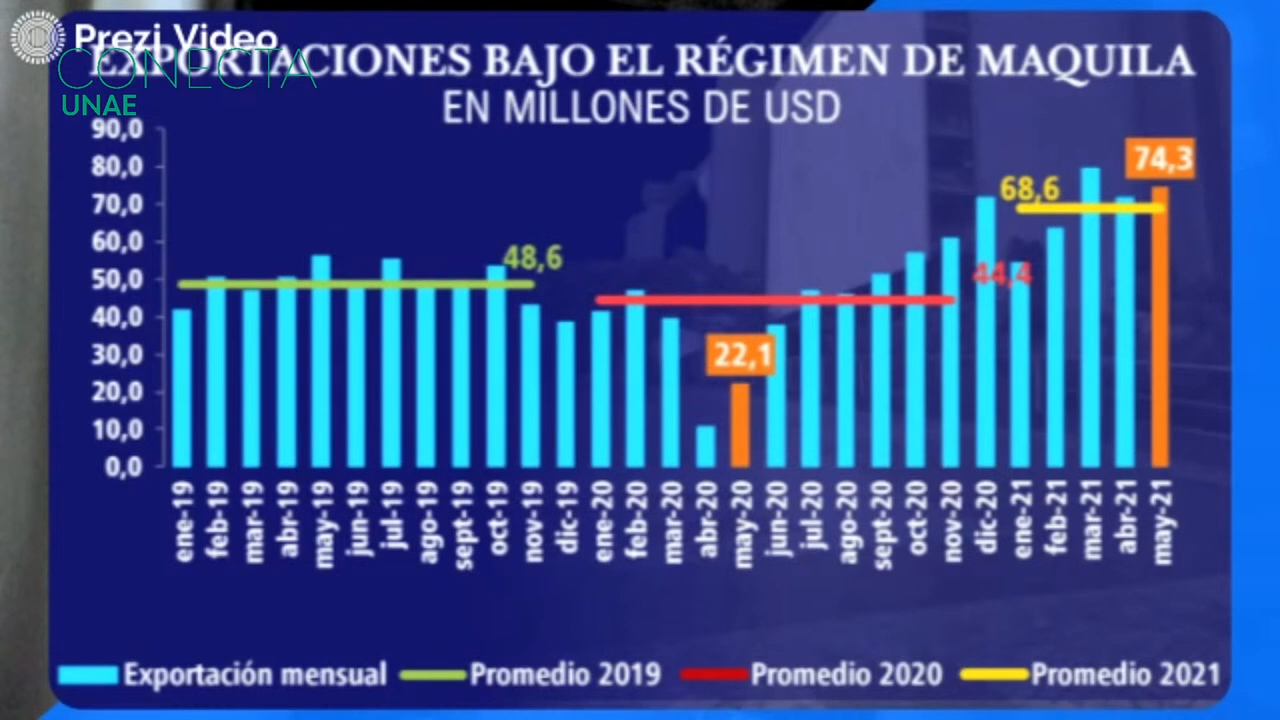 Prezi Video
CONECTA
UNAE
EXPORTACIONES BAJO EL RÉGIMEN DE MAQUILA
EN MILLONES DE USD
90,0
80,0
70,0
60,0
50,0
40,0
30,0
20,0
10,0
0,0
48,6
22,1
44,4
68,6
74,3
ene-19
feb-19
mar-19
abr-19
may-19
jun-19
jul-19
ago-19
sept-19
oct-19
nov-19
dic-19
ene-20
feb-20
mar-20
abr-20
may-20
jun-20
jul-20
ago-20
sept-20
oct-20
nov-20
dic-20
ene-21
feb-21
mar-21
abr-21
may-21
Exportación mensual
Promedio 2019
Promedio 2020
Promedio 2021